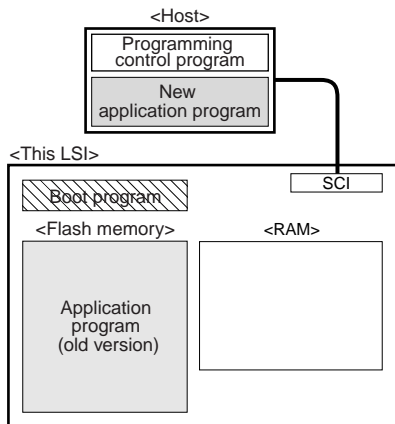 <Host>
Programming
control program
New
application program
<This LSI>
SCI
Boot program
<Flash memory>
<RAM>
Application
program
(old version)